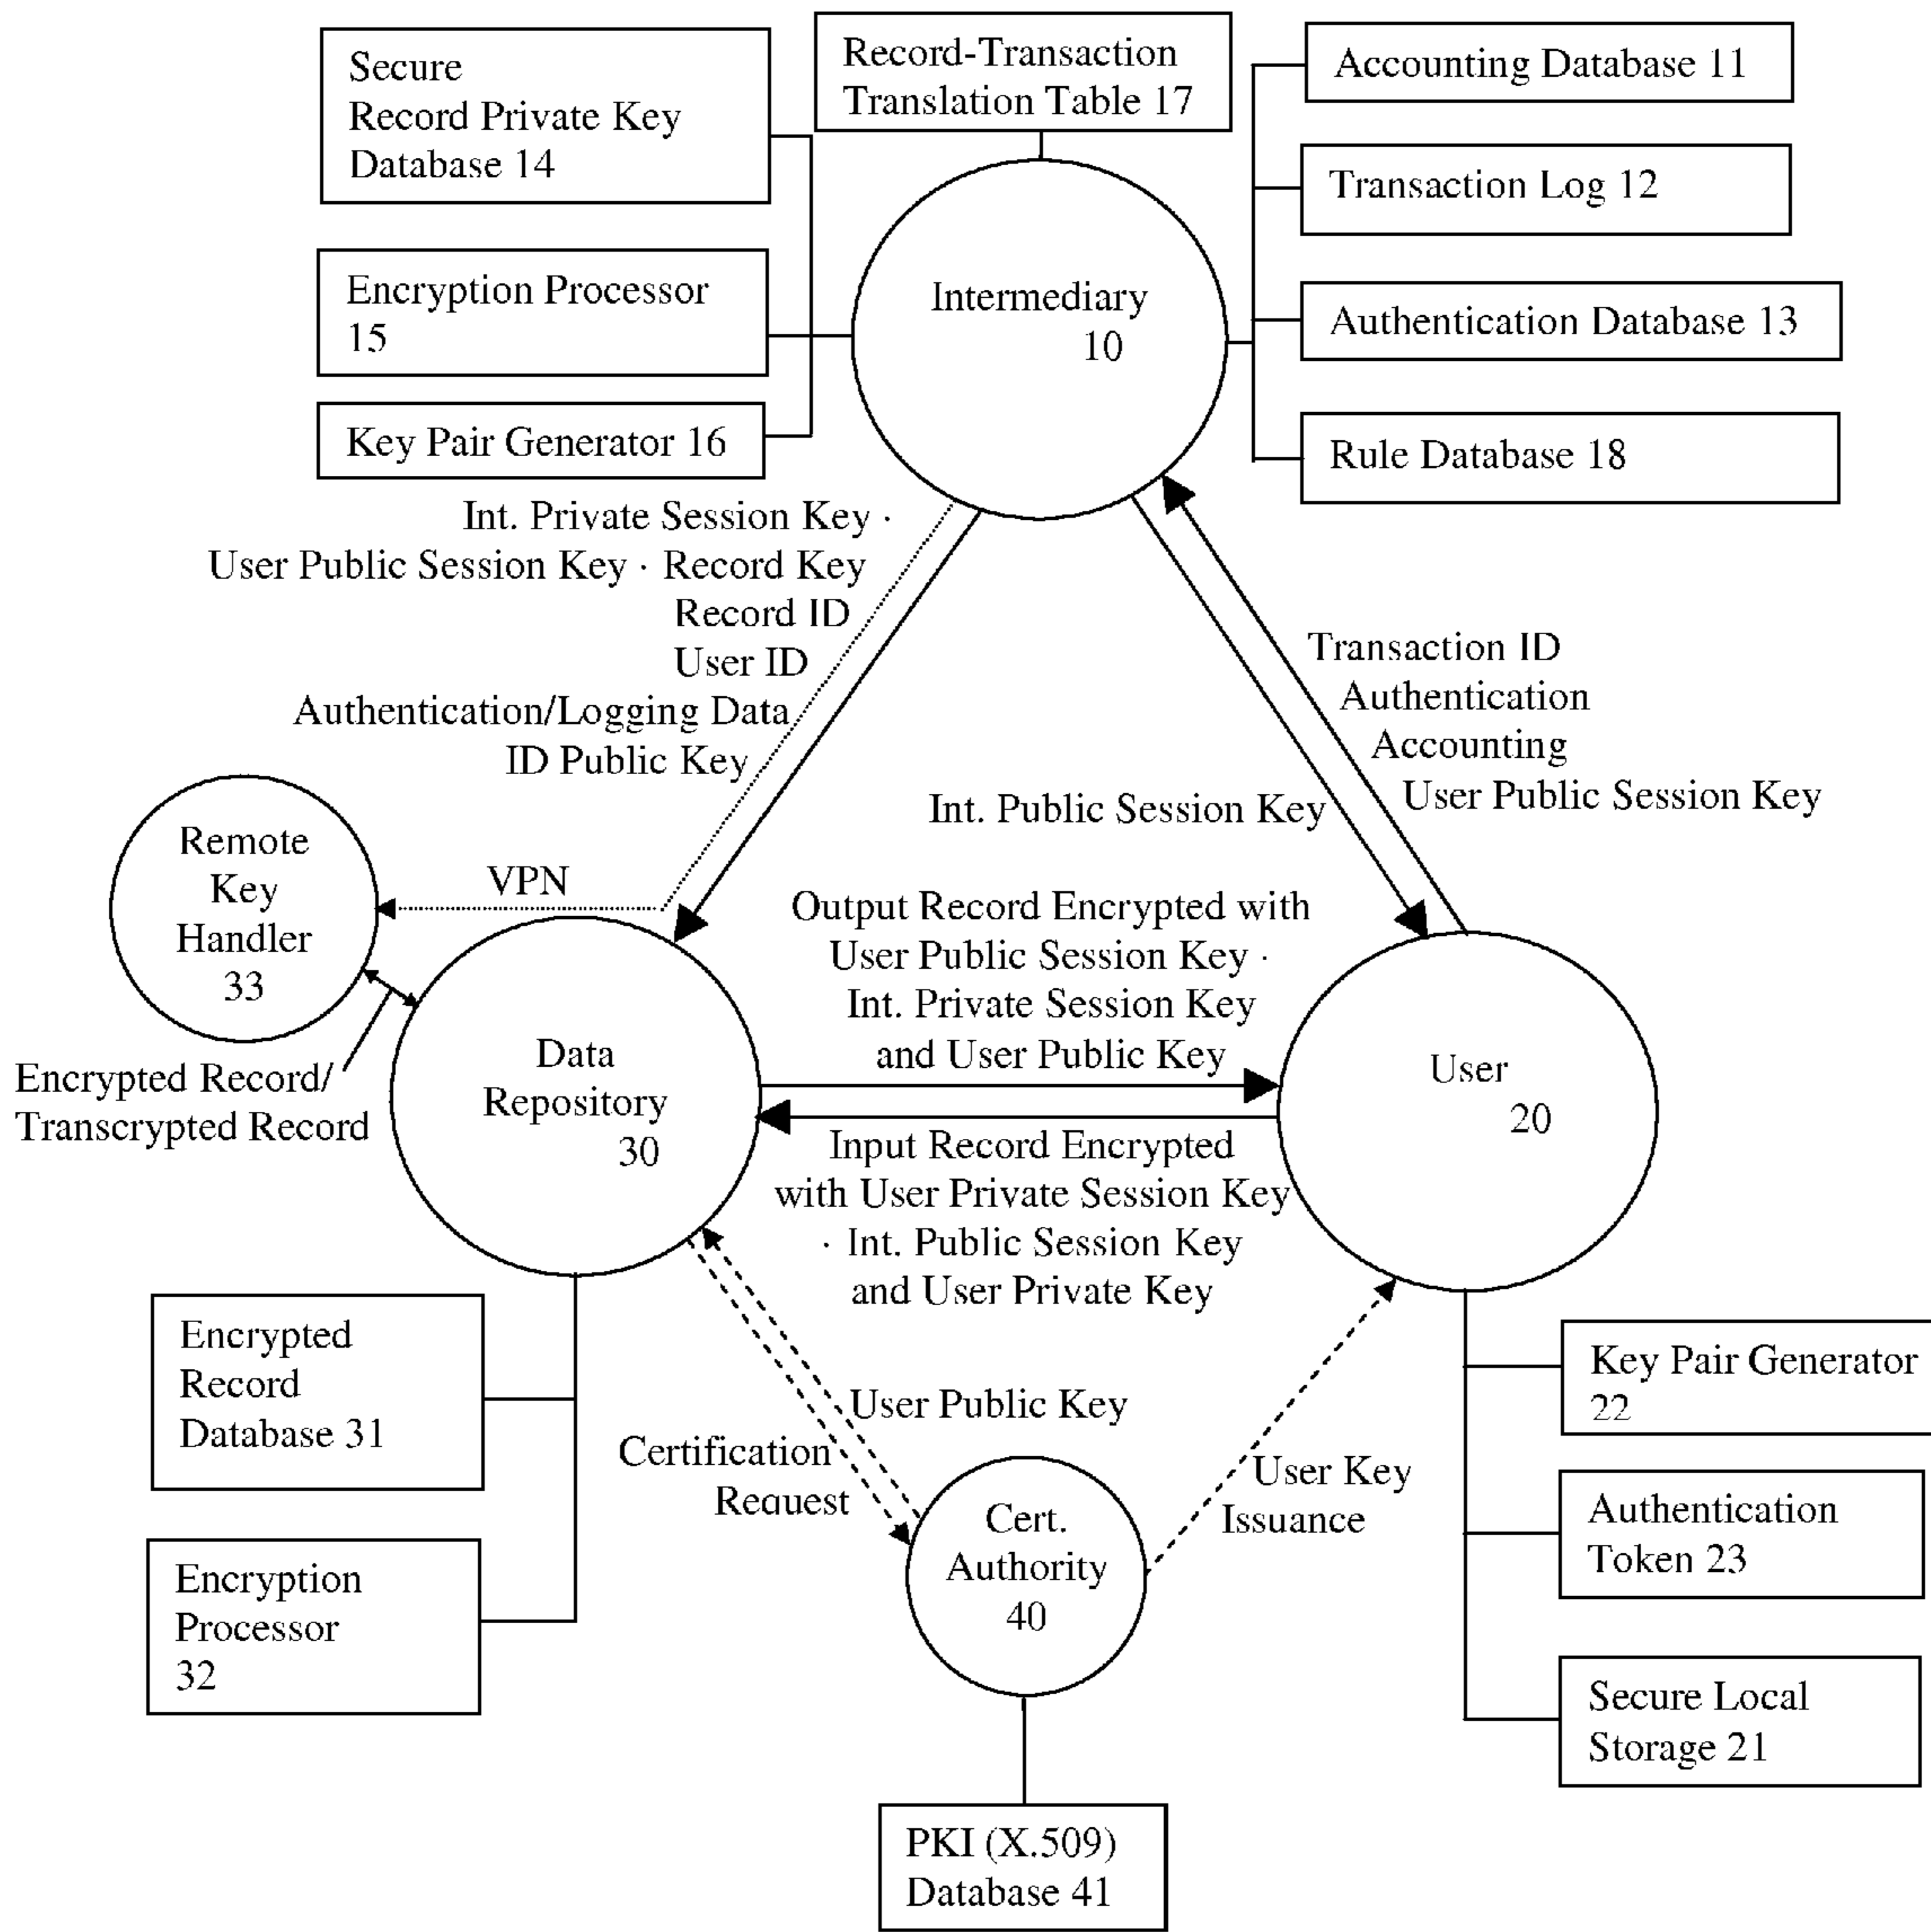 Secure
Record Private Key
Database 14
Record-Transaction
Translation Table 17
Accounting Database 11
Transaction Log 12
Encryption Processor
15
Intermediary
10
Authentication Database 13
Key Pair Generator 16
Rule Database 18
Int. Private Session Key ·
User Public Session Key · Record Key
Record ID
User ID
Authentication/Logging Data
ID Public Key
Transaction ID
Authentication
Accounting
User Public Session Key
Int. Public Session Key
Remote
Key
Handler
33
VPN
Output Record Encrypted with
User Public Session Key ·
Int. Private Session Key
and User Public Key
Encrypted Record/
Transcrypted Record
Data
Repository
30
User
20
Input Record Encrypted
with User Private Session Key
· Int. Public Session Key
and User Private Key
Encrypted
Record
Database 31
Encryption
Processor
32
User Public Key
Certification
Request
Cert.
Authority
40
User Key
Issuance
Key Pair Generator
22
Authentication
Token 23
Secure Local
Storage 21
PKI (X.509)
Database 41